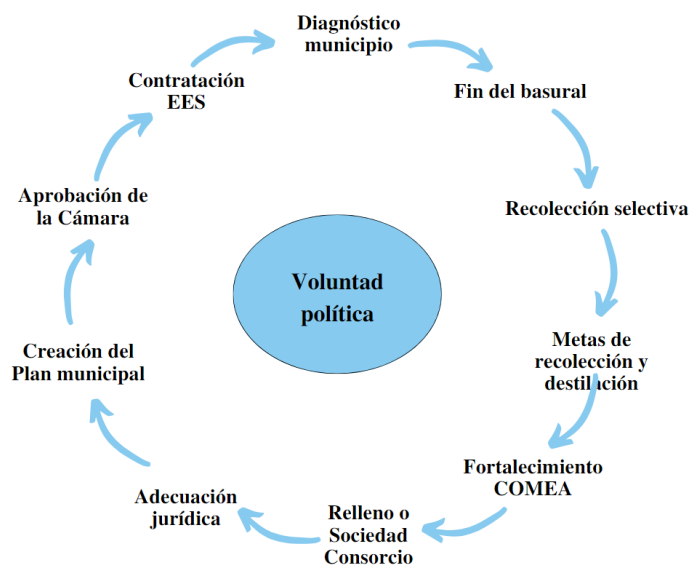 Diagnóstico
municipio
Fin del basural
Recolección selectiva
Metas de
recolección y
destilación
Fortalecimiento
COMEA
Relleno o
Sociedad
Consorcio
Adecuación
jurídica
Creación del
Plan municipal
Aprobación de
la Cámara
Contratación
EES
Voluntad
política